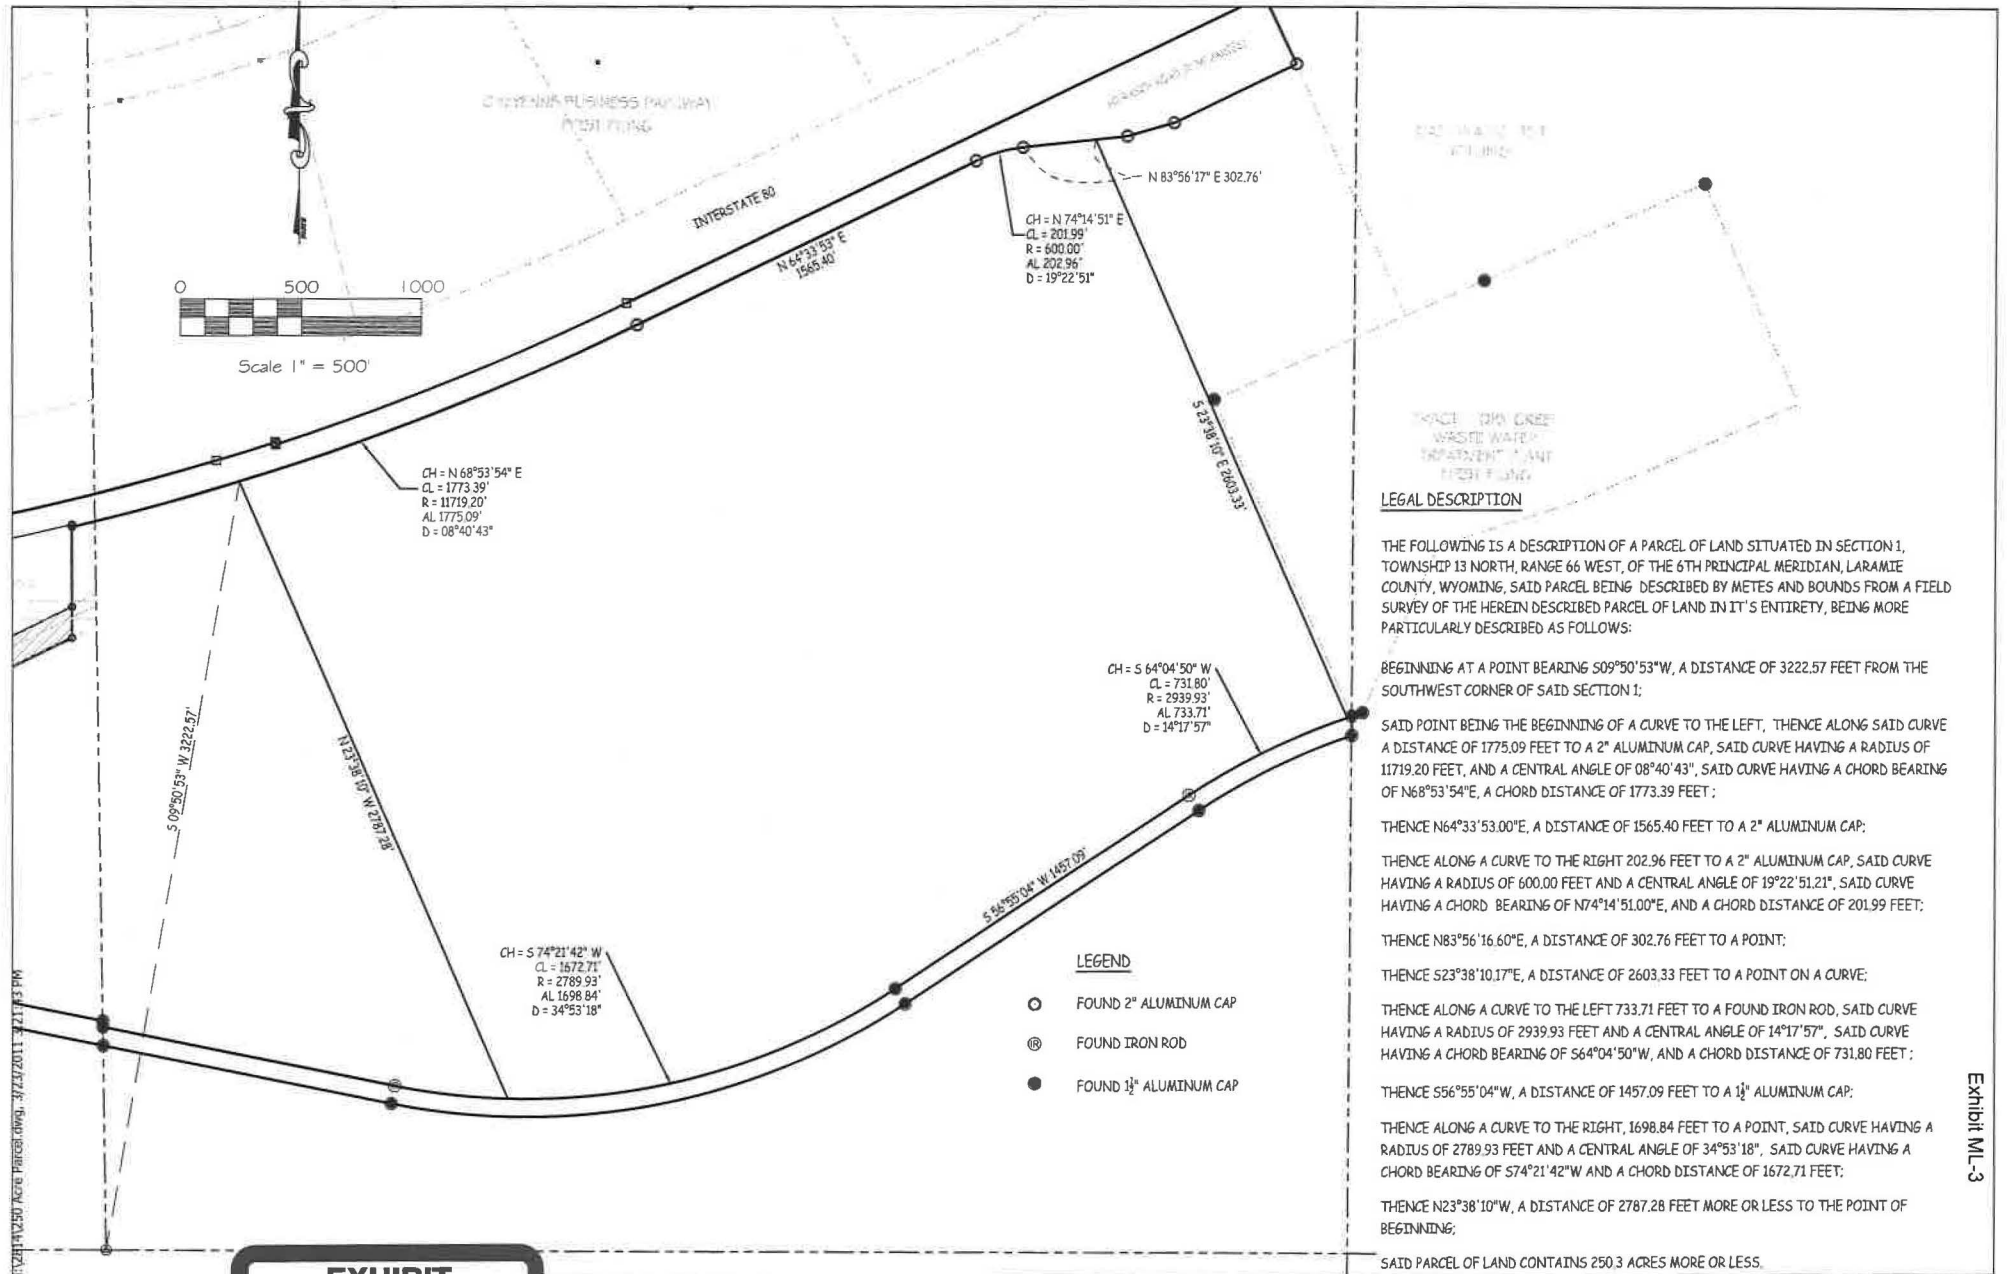 INTERSTATE 80
N 64°33'53" E
1565.40'
N 83°56'17" E 302.76'
CH = N 74°14'51" E
CL = 201.99'
R = 600.00'
AL 202.96'
D = 19°22'51"
0 500 1000
Scale 1" = 500'
CH = N 68°53'54" E
CL = 1773.39'
R = 11719.20'
AL 1775.09'
D = 08°40'43"
S 23°38'10" E 2603.33'
S 09°50'53" W 3222.57'
N 23°38'10" W 2787.28'
CH = S 64°04'50" W
CL = 731.80'
R = 2939.93'
AL 733.71'
D = 14°17'57"
S 56°55'04" W 1457.09'
CH = S 74°21'42" W
CL = 1672.71'
R = 2789.93'
AL 1698.84'
D = 34°53'18"
LEGEND
FOUND 2" ALUMINUM CAP
IR FOUND IRON ROD
FOUND 1½" ALUMINUM CAP
CHEYENNE BUSINESS PARKWAY
FIRST FILING
WASTE WATER
TREATMENT PLANT
LEGAL DESCRIPTION
THE FOLLOWING IS A DESCRIPTION OF A PARCEL OF LAND SITUATED IN SECTION 1,
TOWNSHIP 13 NORTH, RANGE 66 WEST, OF THE 6TH PRINCIPAL MERIDIAN, LARAMIE
COUNTY, WYOMING, SAID PARCEL BEING DESCRIBED BY METES AND BOUNDS FROM A FIELD
SURVEY OF THE HEREIN DESCRIBED PARCEL OF LAND IN IT'S ENTIRETY, BEING MORE
PARTICULARLY DESCRIBED AS FOLLOWS:
BEGINNING AT A POINT BEARING S09°50'53"W, A DISTANCE OF 3222.57 FEET FROM THE
SOUTHWEST CORNER OF SAID SECTION 1;
SAID POINT BEING THE BEGINNING OF A CURVE TO THE LEFT, THENCE ALONG SAID CURVE
A DISTANCE OF 1775.09 FEET TO A 2" ALUMINUM CAP, SAID CURVE HAVING A RADIUS OF
11719.20 FEET, AND A CENTRAL ANGLE OF 08°40'43", SAID CURVE HAVING A CHORD BEARING
OF N68°53'54"E, A CHORD DISTANCE OF 1773.39 FEET;
THENCE N64°33'53.00"E, A DISTANCE OF 1565.40 FEET TO A 2" ALUMINUM CAP;
THENCE ALONG A CURVE TO THE RIGHT 202.96 FEET TO A 2" ALUMINUM CAP, SAID CURVE
HAVING A RADIUS OF 600.00 FEET AND A CENTRAL ANGLE OF 19°22'51.21", SAID CURVE
HAVING A CHORD BEARING OF N74°14'51.00"E, AND A CHORD DISTANCE OF 201.99 FEET;
THENCE N83°56'16.60"E, A DISTANCE OF 302.76 FEET TO A POINT;
THENCE S23°38'10.17"E, A DISTANCE OF 2603.33 FEET TO A POINT ON A CURVE;
THENCE ALONG A CURVE TO THE LEFT 733.71 FEET TO A FOUND IRON ROD, SAID CURVE
HAVING A RADIUS OF 2939.93 FEET AND A CENTRAL ANGLE OF 14°17'57", SAID CURVE
HAVING A CHORD BEARING OF S64°04'50"W, AND A CHORD DISTANCE OF 731.80 FEET;
THENCE S56°55'04"W, A DISTANCE OF 1457.09 FEET TO A 1½" ALUMINUM CAP;
THENCE ALONG A CURVE TO THE RIGHT, 1698.84 FEET TO A POINT, SAID CURVE HAVING A
RADIUS OF 2789.93 FEET AND A CENTRAL ANGLE OF 34°53'18", SAID CURVE HAVING A
CHORD BEARING OF S74°21'42"W AND A CHORD DISTANCE OF 1672.71 FEET;
THENCE N23°38'10"W, A DISTANCE OF 2787.28 FEET MORE OR LESS TO THE POINT OF
BEGINNING;
SAID PARCEL OF LAND CONTAINS 250.3 ACRES MORE OR LESS.
Exhibit ML-3
250 Acre Parcel.dwg, 3/23/2011
EXHIBIT